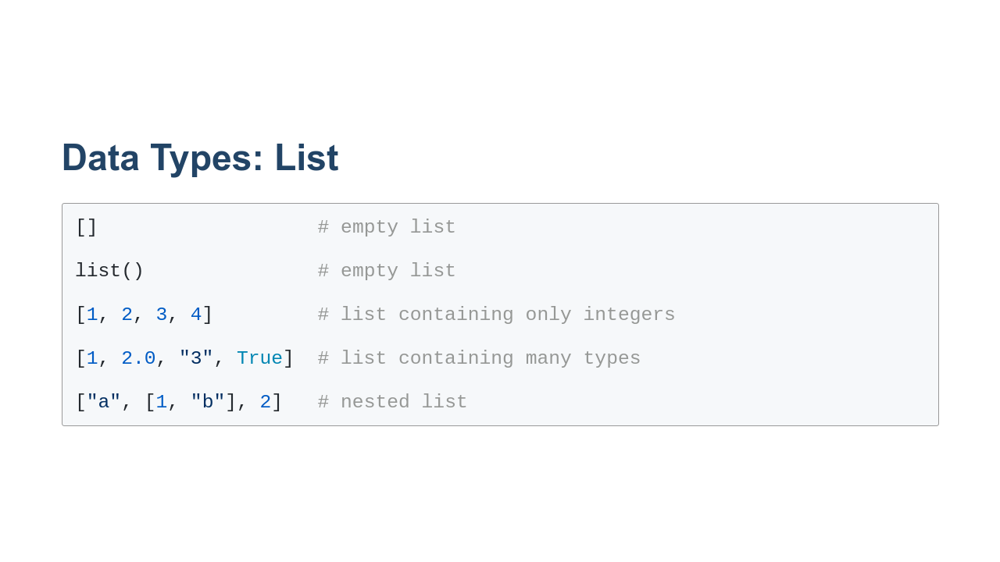 Data Types: List
[]                   # empty list
list()               # empty list
[1, 2, 3, 4]         # list containing only integers
[1, 2.0, "3", True]  # list containing many types
["a", [1, "b"], 2]   # nested list